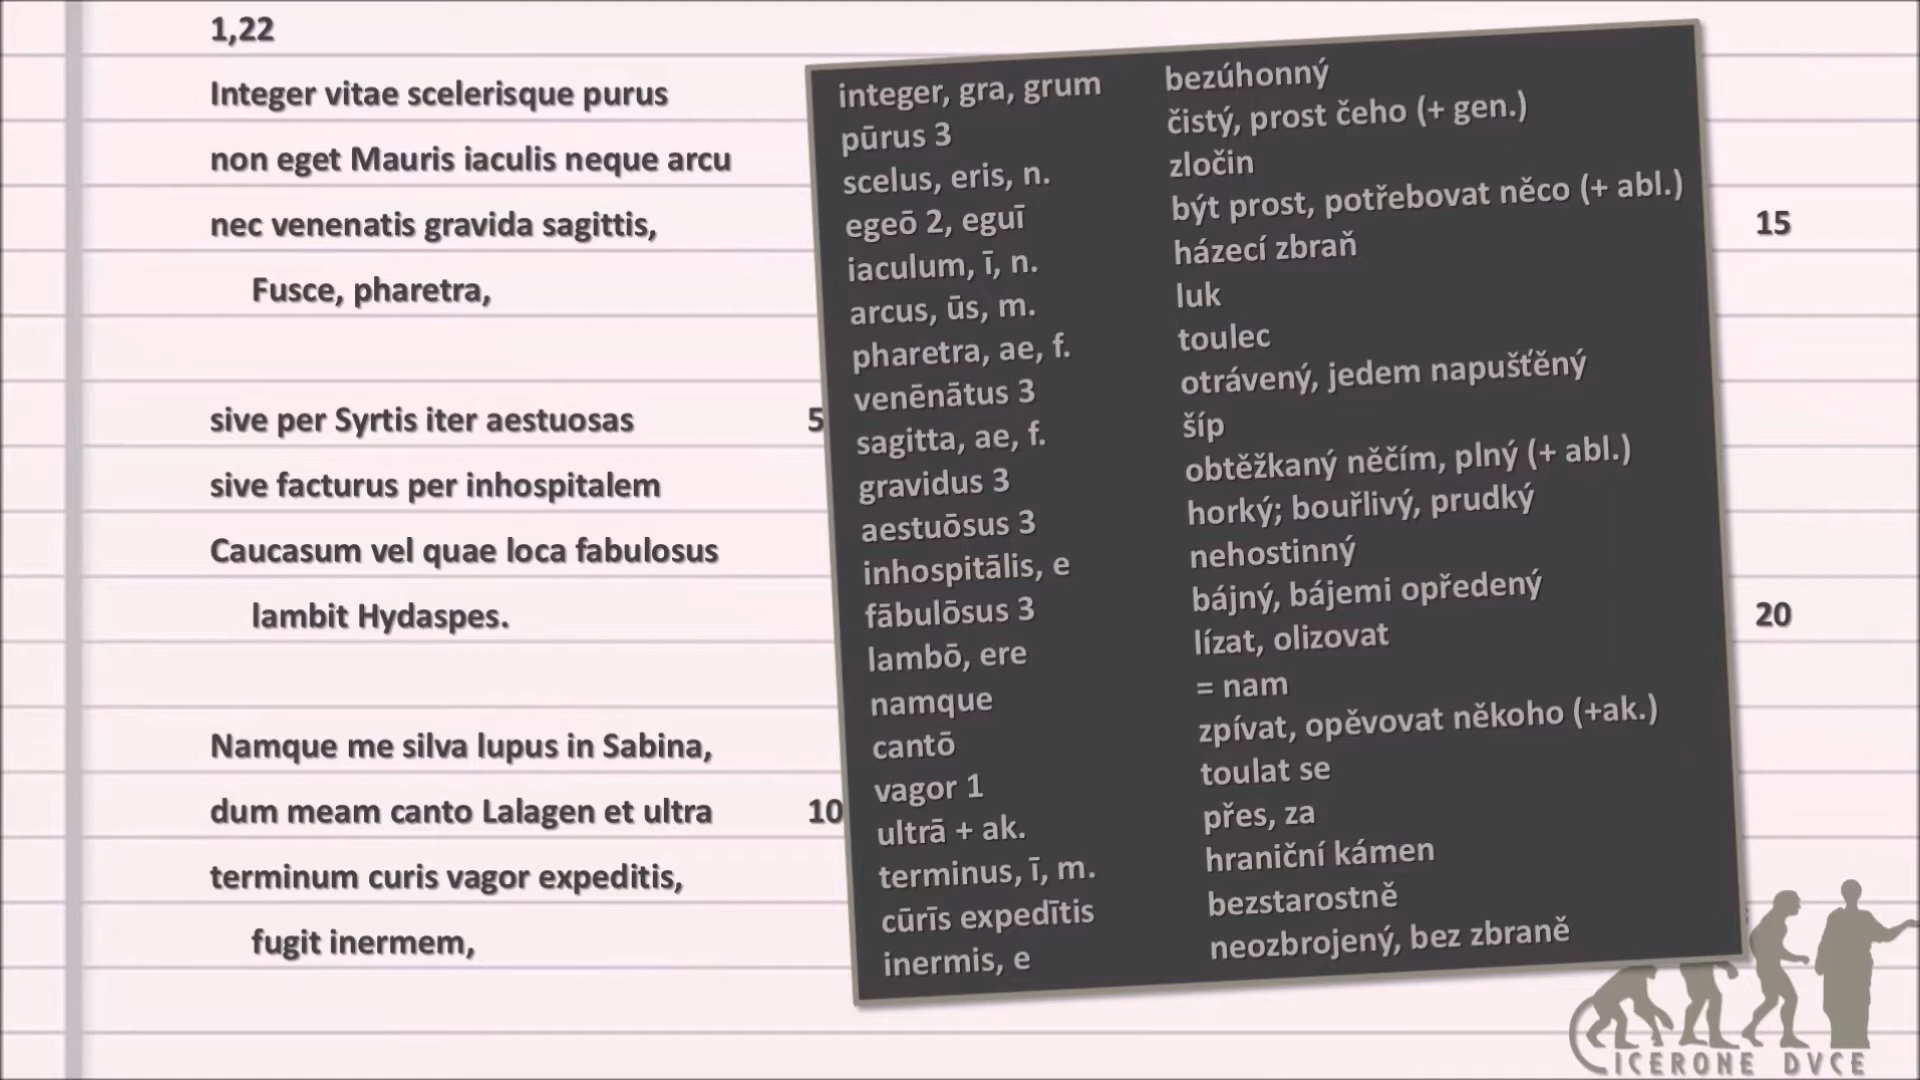 1,22
Integer vitae scelerisque purus
non eget Mauris iaculis neque arcu
nec venenatis gravida sagittis,
Fusce, pharetra,
sive per Syrtis iter aestuosas 5
sive facturus per inhospitalem
Caucasum vel quae loca fabulosus
lambit Hydaspes.
Namque me silva lupus in Sabina,
dum meam canto Lalagen et ultra 10
terminum curis vagor expeditis,
fugit inermem,
integer, gra, grum bezúhonný
pūrus 3 čistý, prost čeho (+ gen.)
scelus, eris, n. zločin
egeō 2, eguī být prost, potřebovat něco (+ abl.)
iaculum, ī, n. házecí zbraň
arcus, ūs, m. luk
pharetra, ae, f. toulec
venēnātus 3 otrávený, jedem napušťěný
sagitta, ae, f. šíp
gravidus 3 obtěžkaný něčím, plný (+ abl.)
aestuōsus 3 horký; bouřlivý, prudký
inhospitālis, e nehostinný
fābulōsus 3 bájný, bájemi opředený
lambō, ere lízat, olizovat
namque = nam
cantō zpívat, opěvovat někoho (+ak.)
vagor 1 toulat se
ultrā + ak. přes, za
terminus, ī, m. hraniční kámen
cūrīs expedītis bezstarostně
inermis, e neozbrojený, bez zbraně
15
20
CICERONE DVCE